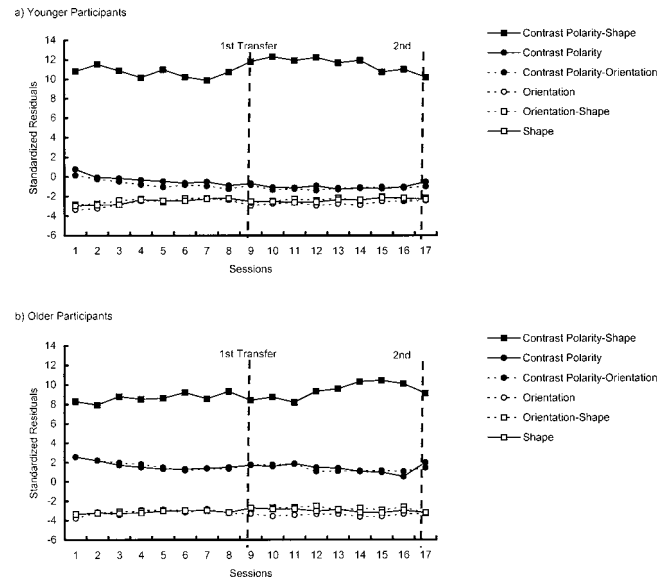 a) Younger Participants
1st Transfer
2nd
14
12
10
8
6
4
2
0
-2
-4
-6
Standardized Residuals
1 2 3 4 5 6 7 8 9 10 11 12 13 14 15 16 17
Sessions
Contrast Polarity-Shape
Contrast Polarity
Contrast Polarity-Orientation
Orientation
Orientation-Shape
Shape
b) Older Participants
1st Transfer
2nd
14
12
10
8
6
4
2
0
-2
-4
-6
Standardized Residuals
1 2 3 4 5 6 7 8 9 10 11 12 13 14 15 16 17
Sessions
Contrast Polarity-Shape
Contrast Polarity
Contrast Polarity-Orientation
Orientation
Orientation-Shape
Shape